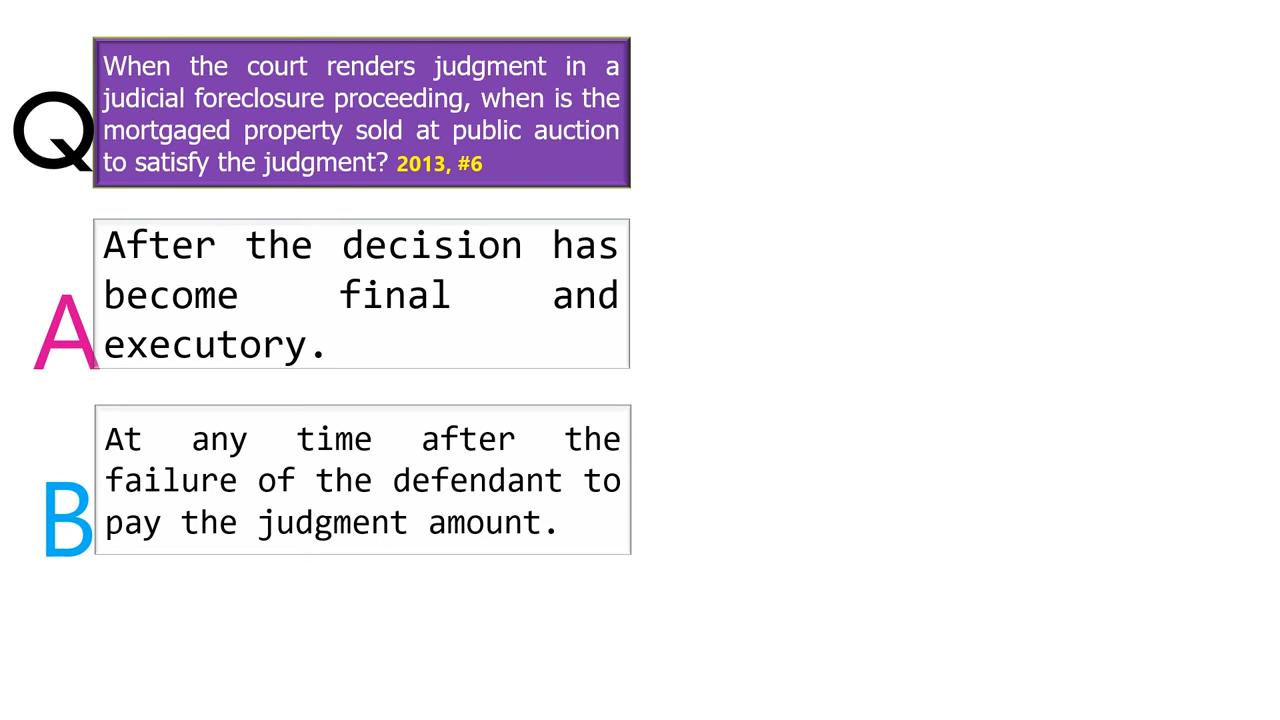 Q
When the court renders judgment in a
judicial foreclosure proceeding, when is the
mortgaged property sold at public auction
to satisfy the judgment? 2013, #6
A
After the decision has
become final and
executory.
B
At any time after the
failure of the defendant to
pay the judgment amount.